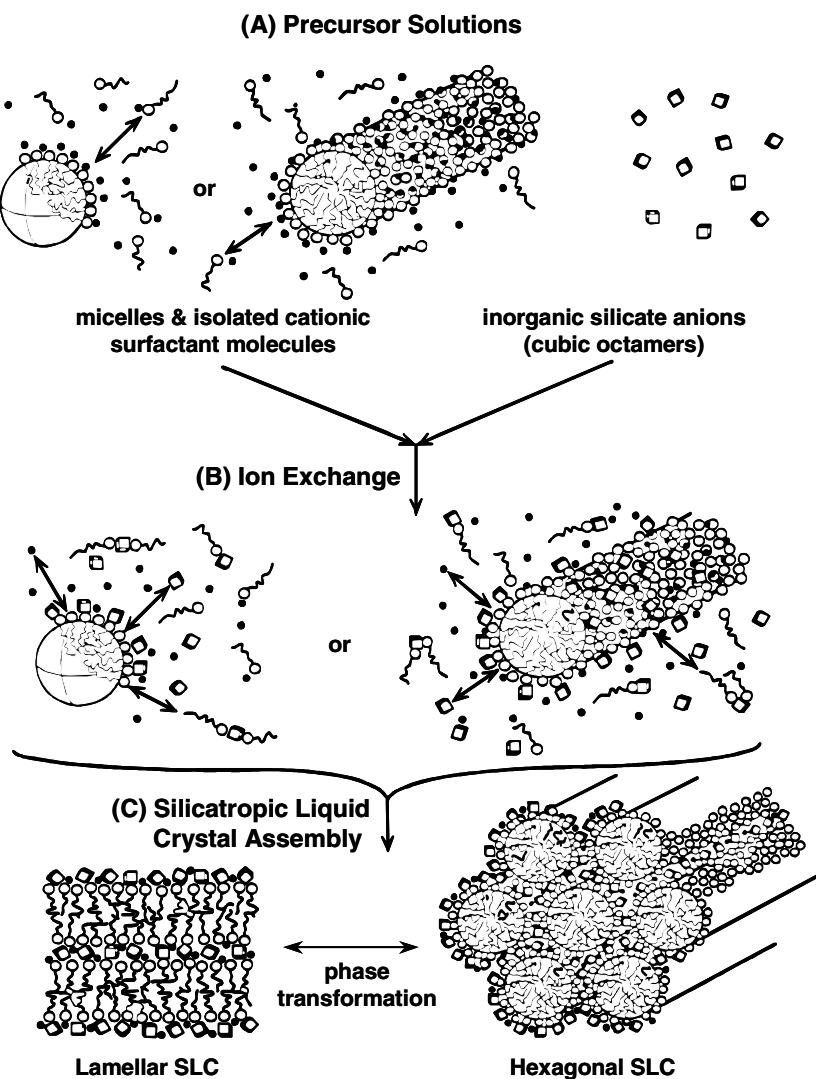 (A) Precursor Solutions
or
micelles & isolated cationic
surfactant molecules
inorganic silicate anions
(cubic octamers)
(B) Ion Exchange
or
(C) Silicatropic Liquid
Crystal Assembly
phase
transformation
Lamellar SLC
Hexagonal SLC